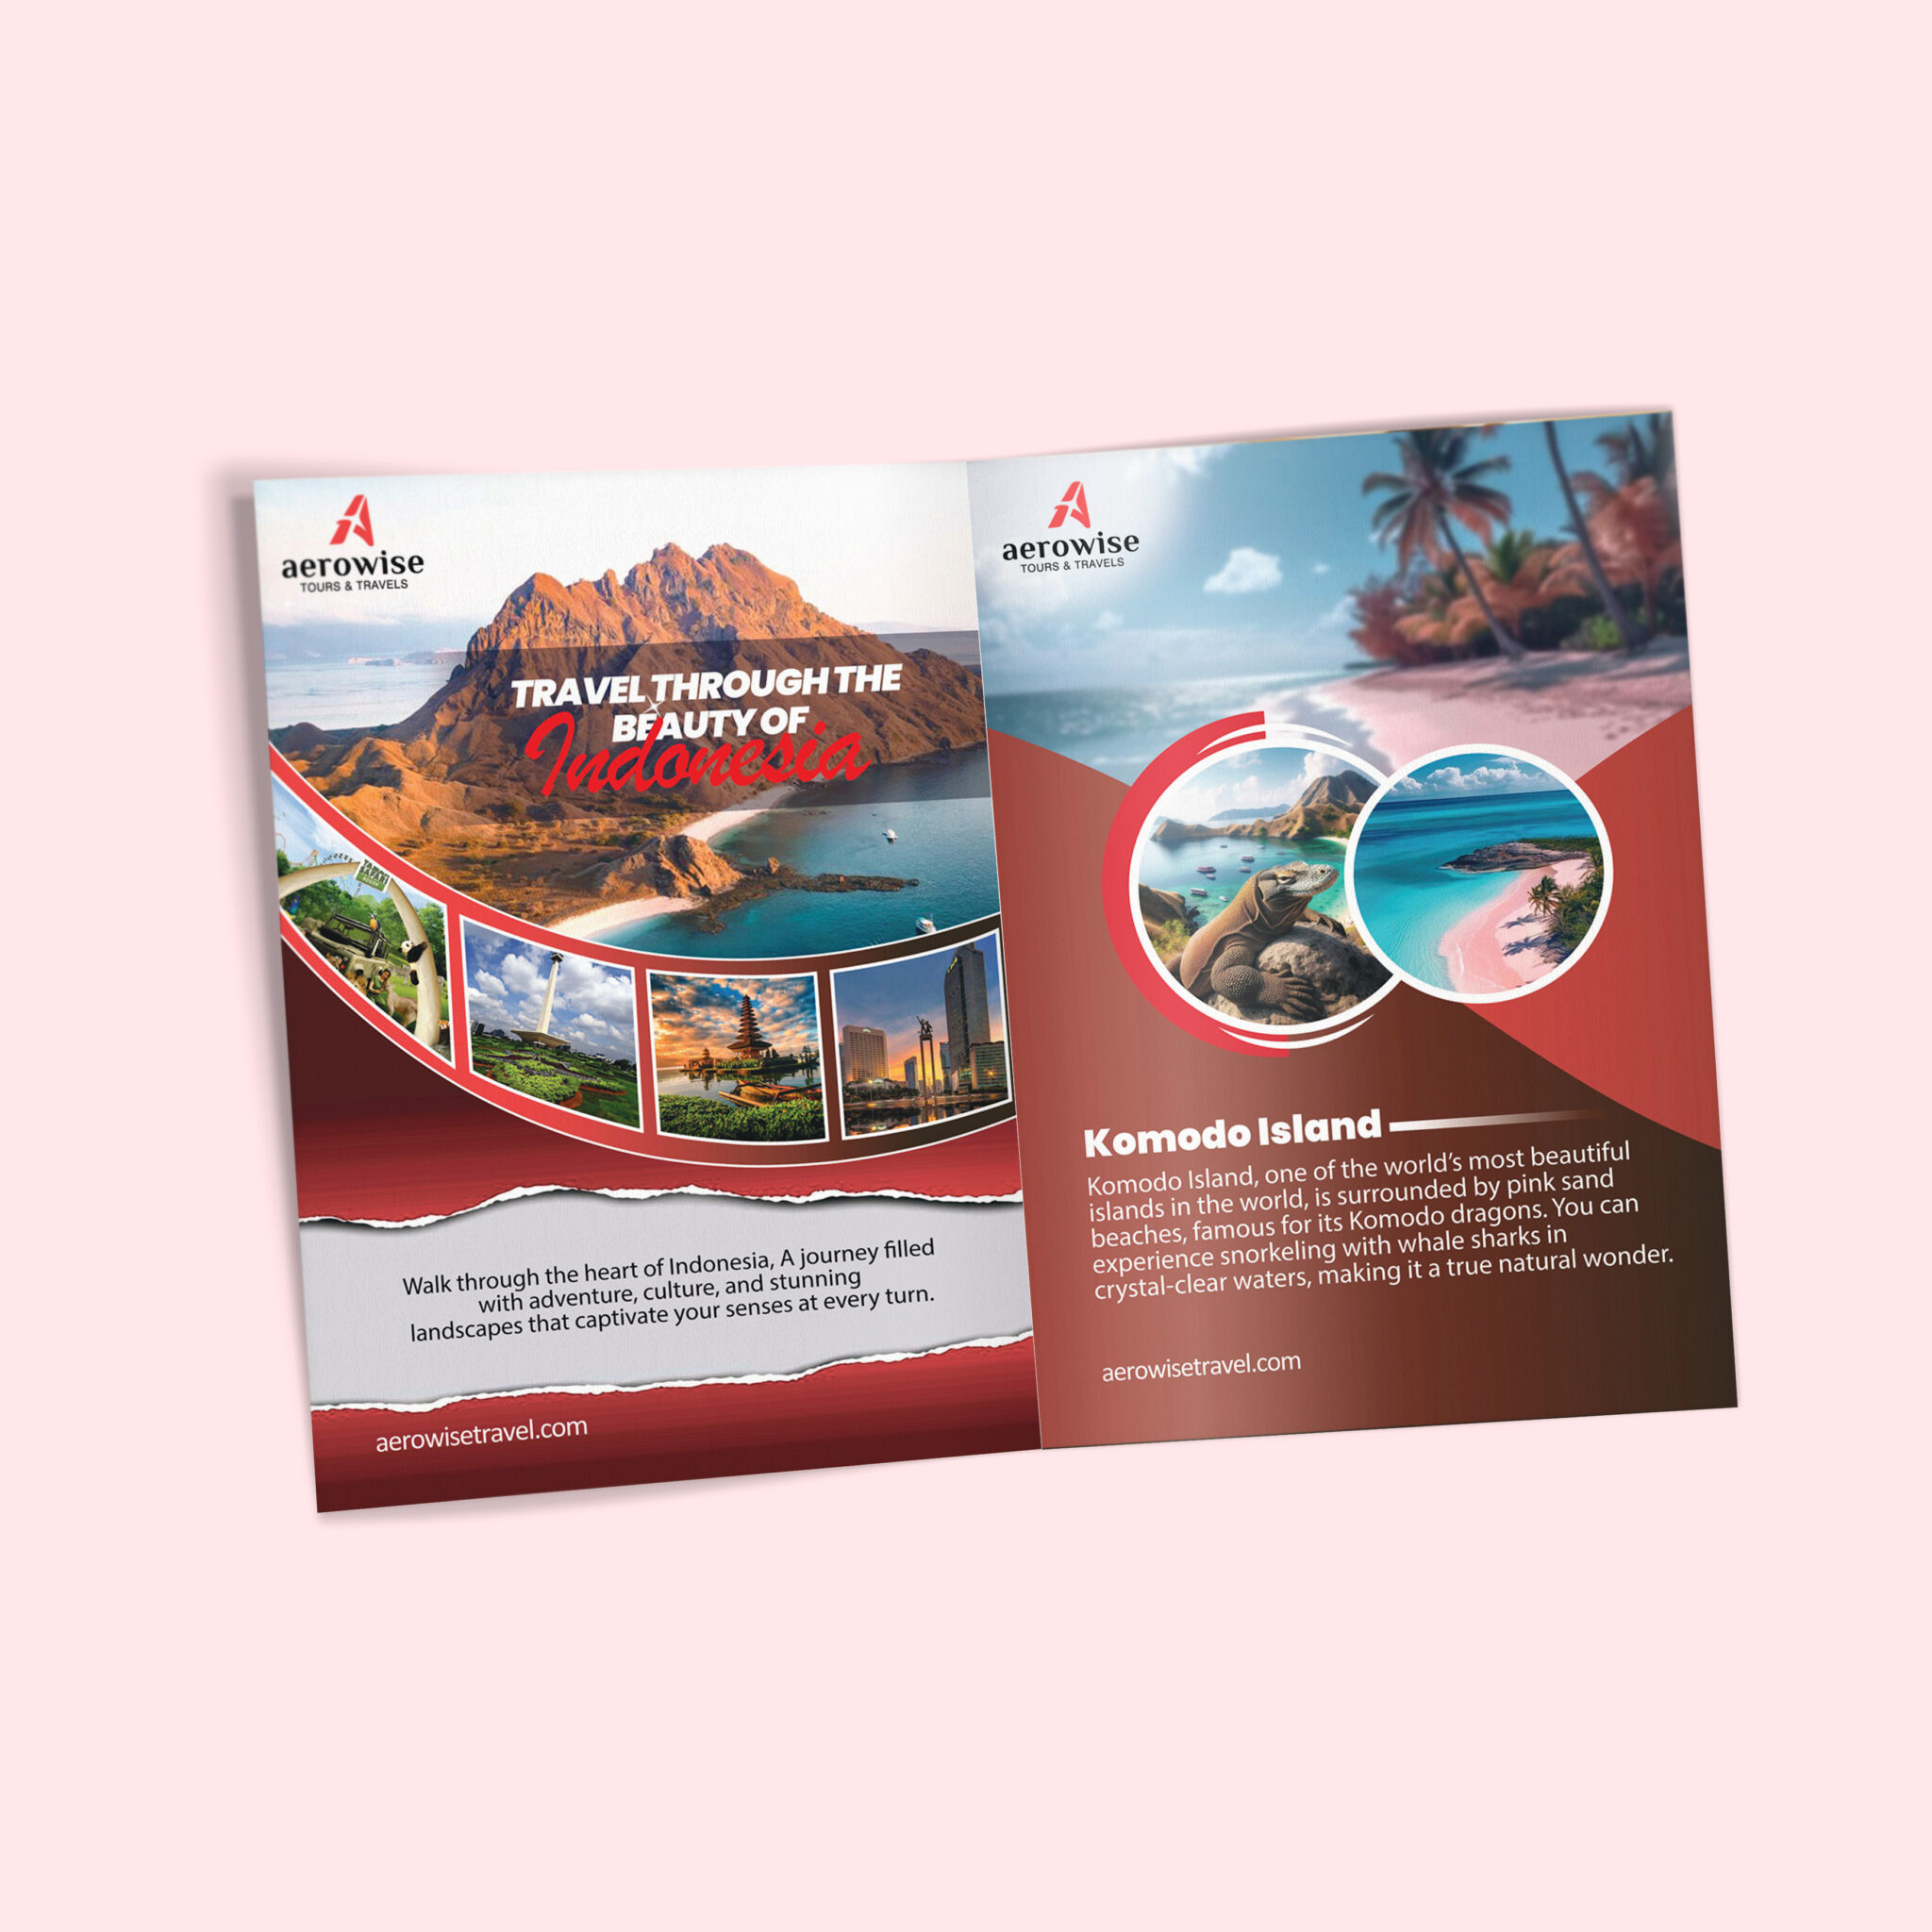 aerowise
TOURS & TRAVELS
TRAVEL THROUGH THE
BEAUTY OF
Indonesia
TAMAN
SAFARI
Walk through the heart of Indonesia, A journey filled
with adventure, culture, and stunning
landscapes that captivate your senses at every turn.
aerowisetravel.com
aerowise
TOURS & TRAVELS
Komodo Island
Komodo Island, one of the world's most beautiful
islands in the world, is surrounded by pink sand
beaches, famous for its Komodo dragons. You can
experience snorkeling with whale sharks in
crystal-clear waters, making it a true natural wonder.
aerowisetravel.com